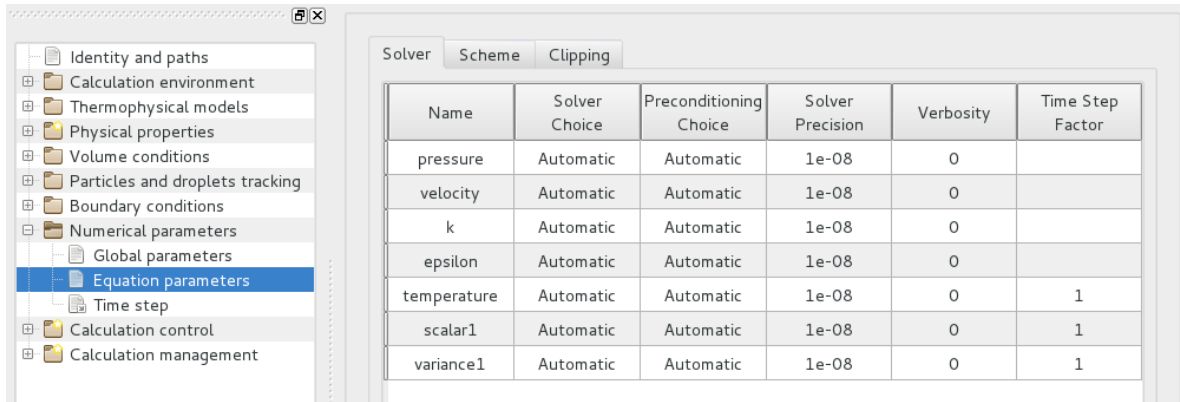 Identity and paths
Calculation environment
Thermophysical models
Physical properties
Volume conditions
Particles and droplets tracking
Boundary conditions
Numerical parameters
Global parameters
Equation parameters
Time step
Calculation control
Calculation management
Solver Scheme Clipping
Name Solver Choice Preconditioning Choice Solver Precision Verbosity Time Step Factor
pressure Automatic Automatic 1e-08 0
velocity Automatic Automatic 1e-08 0
k Automatic Automatic 1e-08 0
epsilon Automatic Automatic 1e-08 0
temperature Automatic Automatic 1e-08 0 1
scalar1 Automatic Automatic 1e-08 0 1
variance1 Automatic Automatic 1e-08 0 1